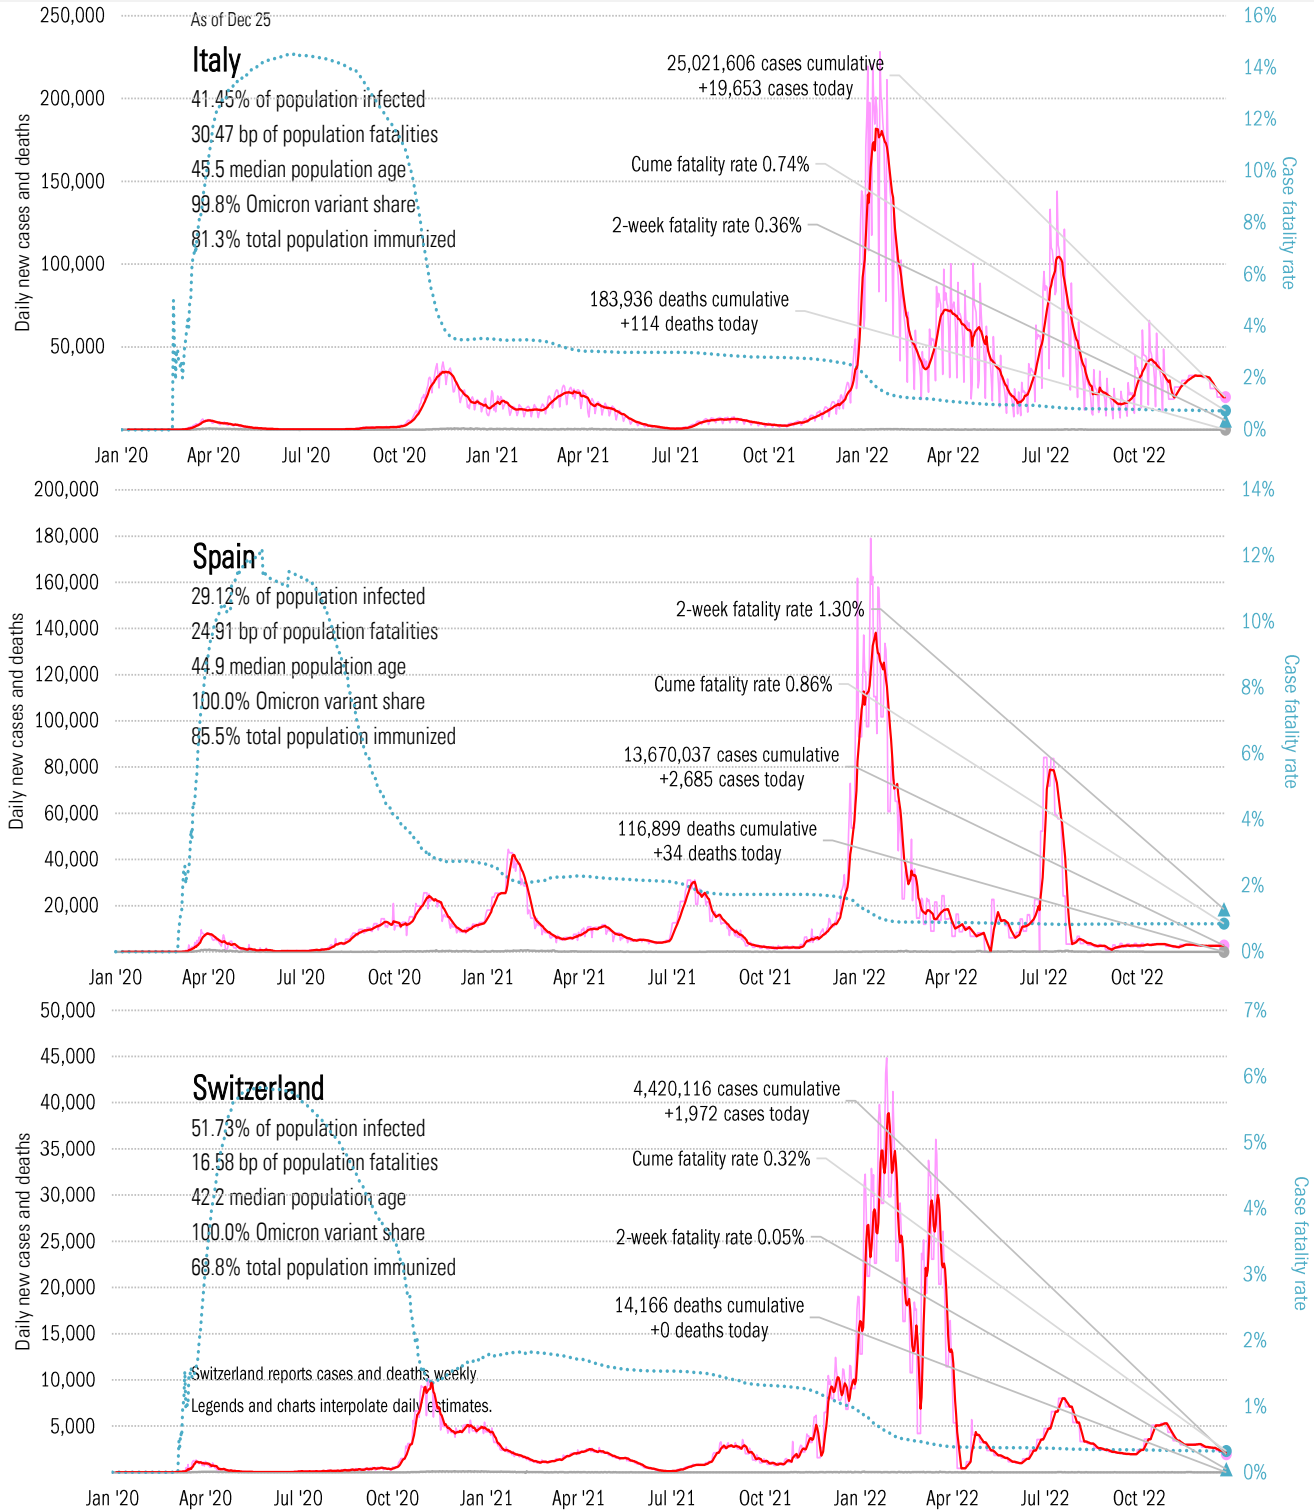 As of Dec 25
Italy
41.45% of population infected
30.47 bp of population fatalities
45.5 median population age
99.8% Omicron variant share
81.3% total population immunized
25,021,606 cases cumulative
+19,653 cases today
Cume fatality rate 0.74%
2-week fatality rate 0.36%
183,936 deaths cumulative
+114 deaths today
Daily new cases and deaths
250,000
200,000
150,000
100,000
50,000
Case fatality rate
16%
14%
12%
10%
8%
6%
4%
2%
0%
Jan '20 Apr '20 Jul '20 Oct '20 Jan '21 Apr '21 Jul '21 Oct '21 Jan '22 Apr '22 Jul '22 Oct '22
Spain
29.12% of population infected
24.91 bp of population fatalities
44.9 median population age
100.0% Omicron variant share
85.5% total population immunized
2-week fatality rate 1.30%
Cume fatality rate 0.86%
13,670,037 cases cumulative
+2,685 cases today
116,899 deaths cumulative
+34 deaths today
Daily new cases and deaths
200,000
180,000
160,000
140,000
120,000
100,000
80,000
60,000
40,000
20,000
Case fatality rate
14%
12%
10%
8%
6%
4%
2%
0%
Jan '20 Apr '20 Jul '20 Oct '20 Jan '21 Apr '21 Jul '21 Oct '21 Jan '22 Apr '22 Jul '22 Oct '22
Switzerland
51.73% of population infected
16.58 bp of population fatalities
42.2 median population age
100.0% Omicron variant share
68.8% total population immunized
Switzerland reports cases and deaths weekly
Legends and charts interpolate daily estimates.
4,420,116 cases cumulative
+1,972 cases today
Cume fatality rate 0.32%
2-week fatality rate 0.05%
14,166 deaths cumulative
+0 deaths today
Daily new cases and deaths
50,000
45,000
40,000
35,000
30,000
25,000
20,000
15,000
10,000
5,000
Case fatality rate
7%
6%
5%
4%
3%
2%
1%
0%
Jan '20 Apr '20 Jul '20 Oct '20 Jan '21 Apr '21 Jul '21 Oct '21 Jan '22 Apr '22 Jul '22 Oct '22